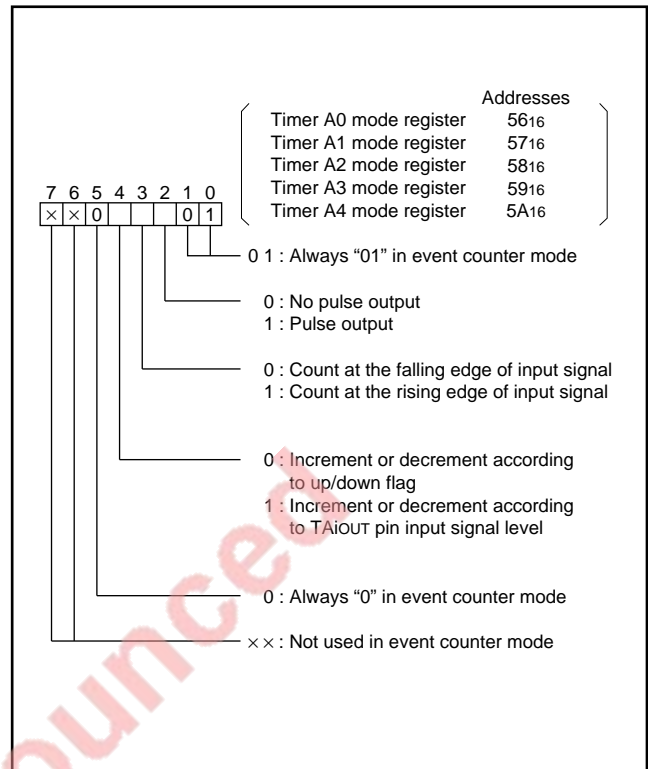 Addresses
Timer A0 mode register 5616
Timer A1 mode register 5716
Timer A2 mode register 5816
Timer A3 mode register 5916
Timer A4 mode register 5A16
7 6 5 4 3 2 1 0
× × 0 0 1
0 1 : Always “01” in event counter mode
0 : No pulse output
1 : Pulse output
0 : Count at the falling edge of input signal
1 : Count at the rising edge of input signal
0 : Increment or decrement according
to up/down flag
1 : Increment or decrement according
to TAiOUT pin input signal level
0 : Always “0” in event counter mode
×× : Not used in event counter mode
ounced